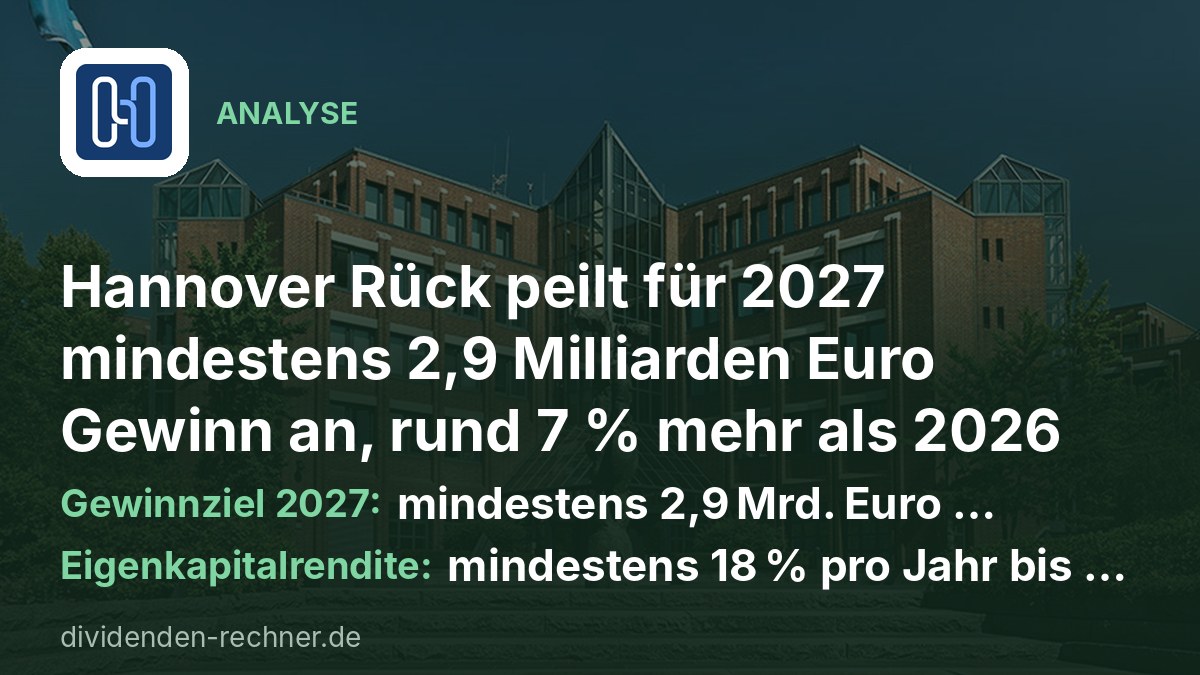 ANALYSE
Hannover Rück peilt für 2027
mindestens 2,9 Milliarden Euro
Gewinn an, rund 7 % mehr als 2026
Gewinnziel 2027: mindestens 2,9 Mrd. Euro …
Eigenkapitalrendite: mindestens 18 % pro Jahr bis …
dividenden-rechner.de